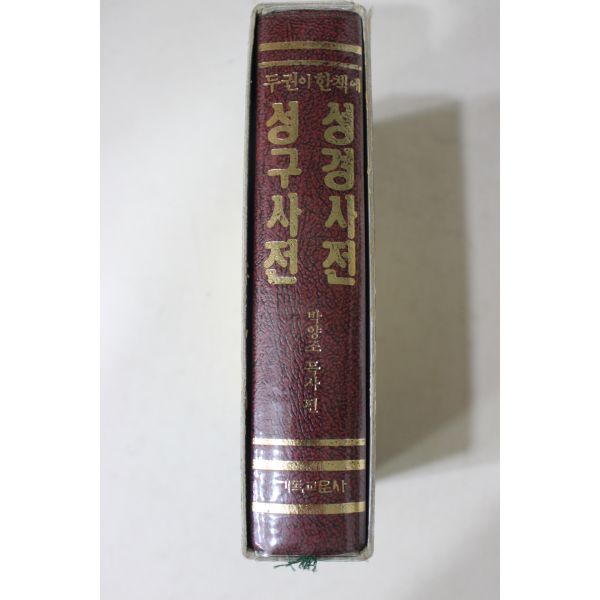 두권이한책에
성경사전
성구사전
박양조 목사 편
기독교문사